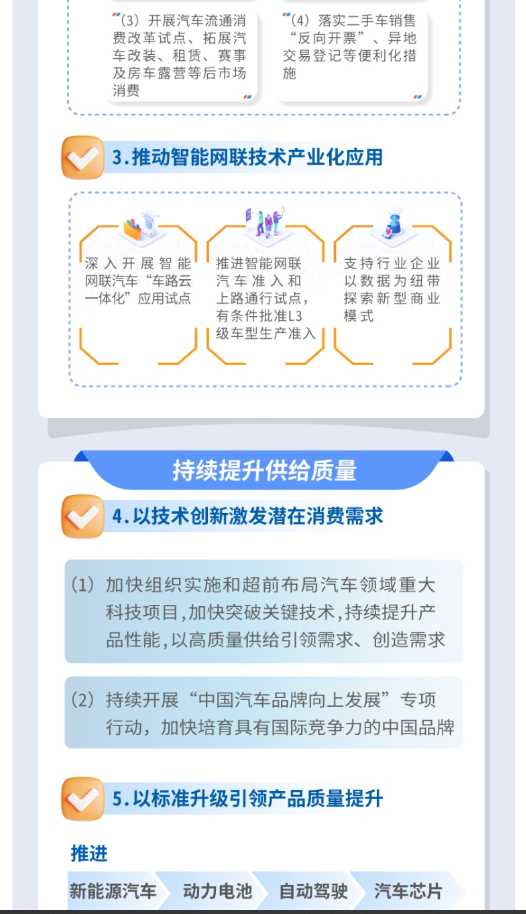 (3)开展汽车流通消
费改革试点、拓展汽
车改装、租赁、赛事
及房车露营等后市场
消费
(4)落实二手车销售
“反向开票”、异地
交易登记等便利化措
施
3.推动智能网联技术产业化应用
深入开展智能
网联汽车“车路云
一体化”应用试点
推进智能网联
汽车准入和
上路通行试点，
有条件批准L3
级车型生产准入
支持行业企业
以数据为纽带
探索新型商业
模式
持续提升供给质量
4.以技术创新激发潜在消费需求
(1) 加快组织实施和超前布局汽车领域重大
科技项目,加快突破关键技术,持续提升产
品性能,以高质量供给引领需求、创造需求
(2) 持续开展“中国汽车品牌向上发展”专项
行动，加快培育具有国际竞争力的中国品牌
5.以标准升级引领产品质量提升
推进
新能源汽车 动力电池 自动驾驶 汽车芯片